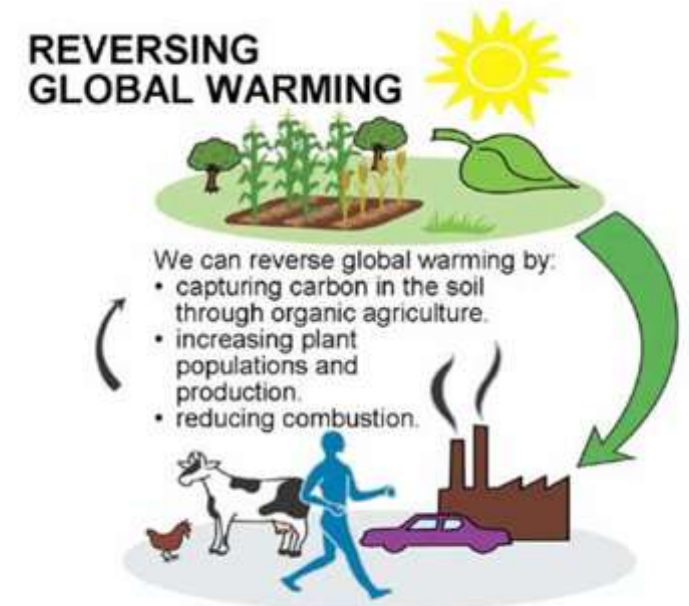 REVERSING
GLOBAL WARMING
We can reverse global warming by:
• capturing carbon in the soil
through organic agriculture.
• increasing plant
populations and
production.
• reducing combustion.